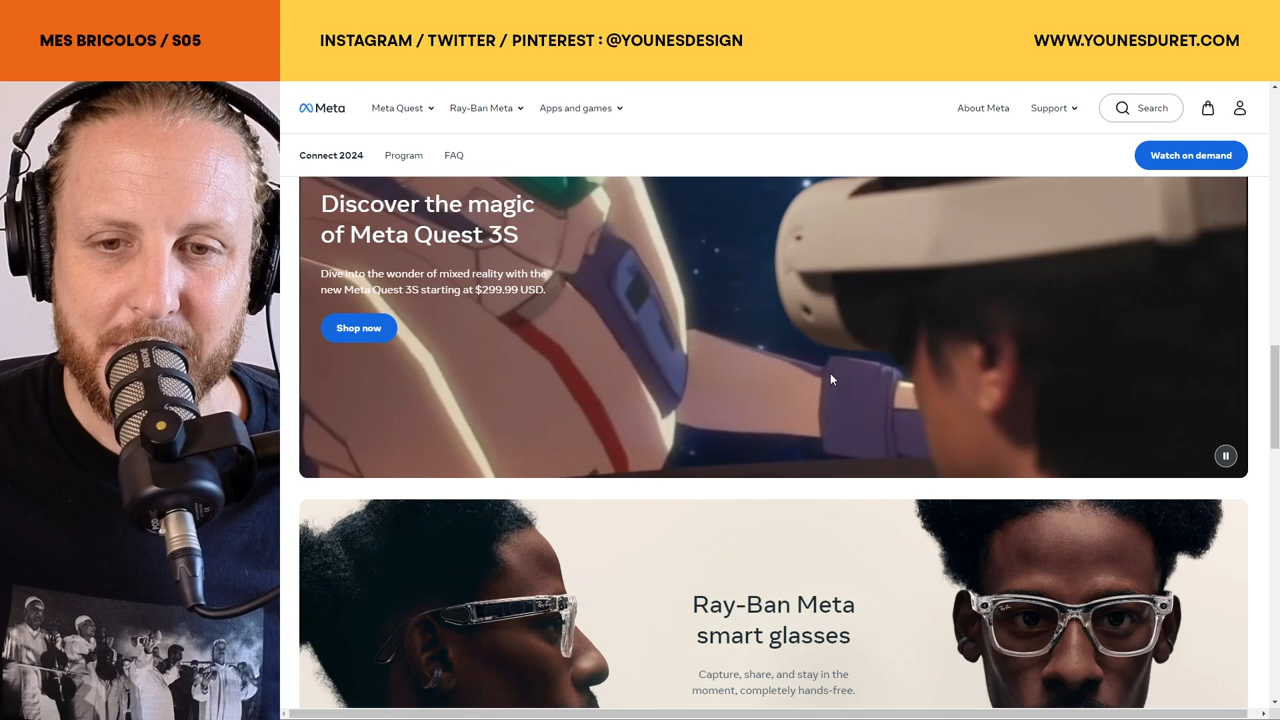 MES BRICOLOS / S05
INSTAGRAM / TWITTER / PINTEREST : @YOUNESDESIGN
WWW.YOUNESDURET.COM
Meta
Meta Quest
Ray-Ban Meta
Apps and games
About Meta
Support
Search
Connect 2024
Program
FAQ
Watch on demand
Discover the magic
of Meta Quest 3S
Dive into the wonder of mixed reality with the
new Meta Quest 3S starting at $299.99 USD.
Shop now
RØDE
Ray-Ban Meta
smart glasses
Capture, share, and stay in the
moment, completely hands-free.